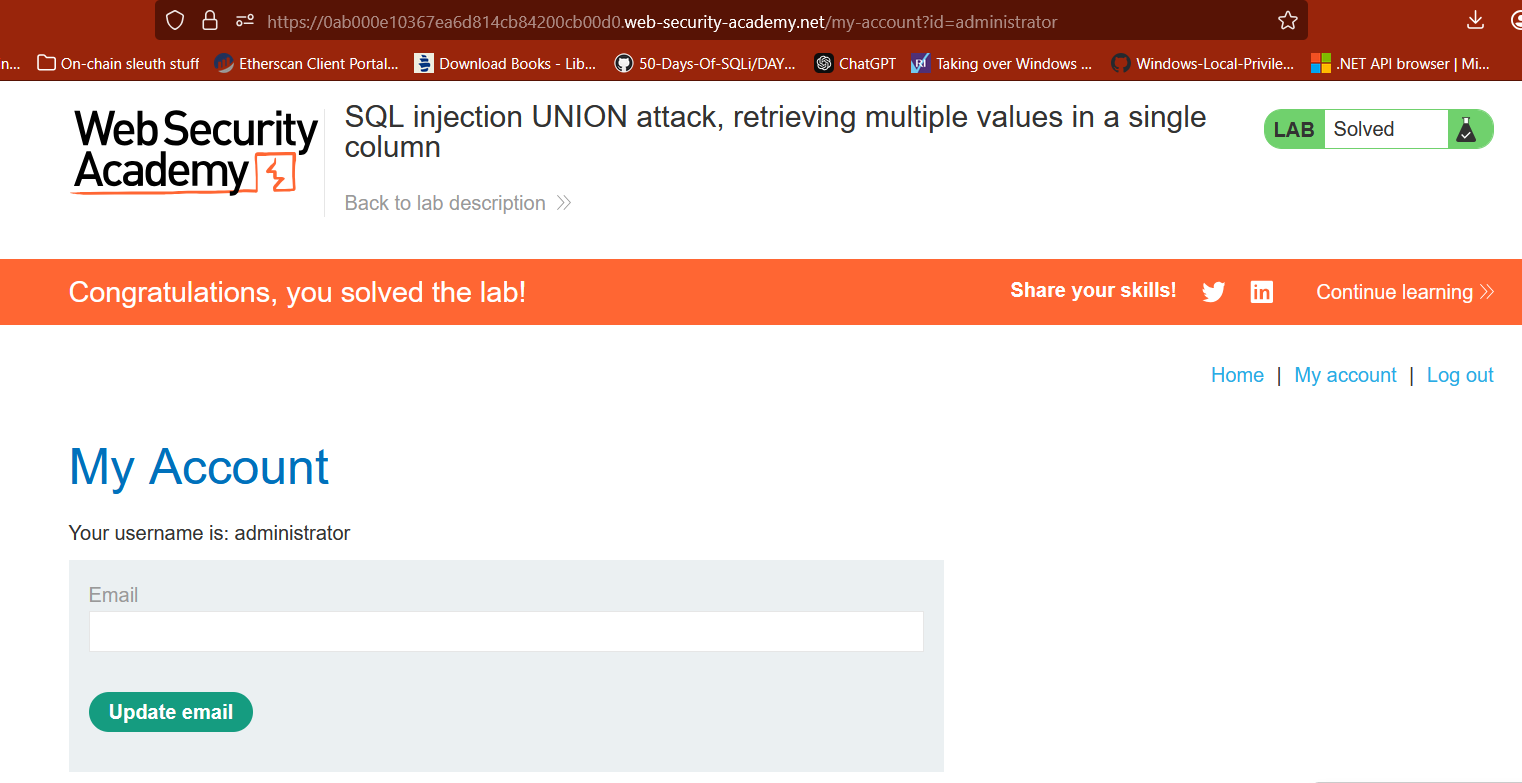 https://0ab000e10367ea6d814cb84200cb00d0.web-security-academy.net/my-account?id=administrator
n... On-chain sleuth stuff Etherscan Client Portal... Download Books - Lib... 50-Days-Of-SQLi/DAY... ChatGPT Taking over Windows ... Windows-Local-Privile... .NET API browser | Mi...
Web Security
Academy
SQL injection UNION attack, retrieving multiple values in a single
column
Back to lab description
LAB Solved
Congratulations, you solved the lab!
Share your skills!
Continue learning
Home | My account | Log out
My Account
Your username is: administrator
Email
Update email